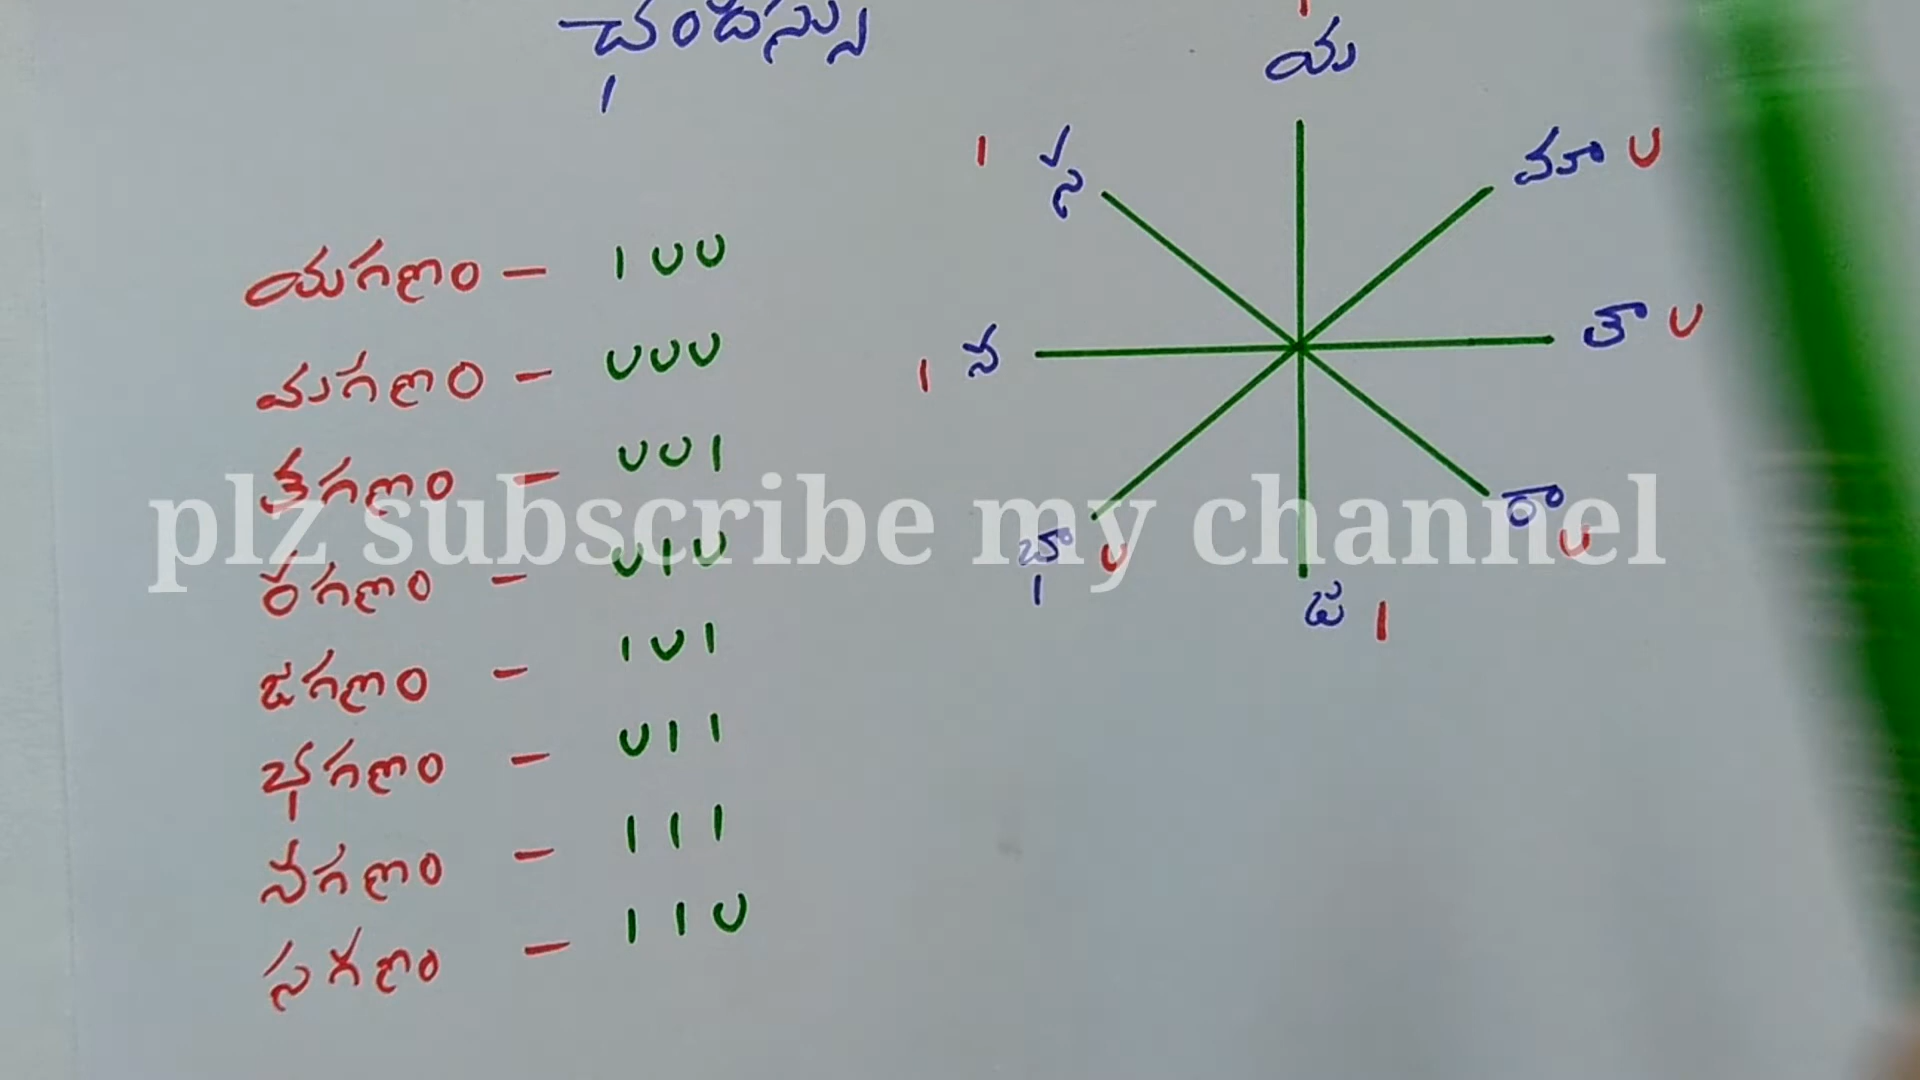 ఛందస్సు
యగణం - I U U
మగణం - U U U
తగణం - U U I
రగణం - U I U
జగణం - I U I
భగణం - U I I
నగణం - I I I
సగణం - I I U
I
య
మా U
తా U
రా U
జ I
భా U
I న
I స
plz subscribe my channel